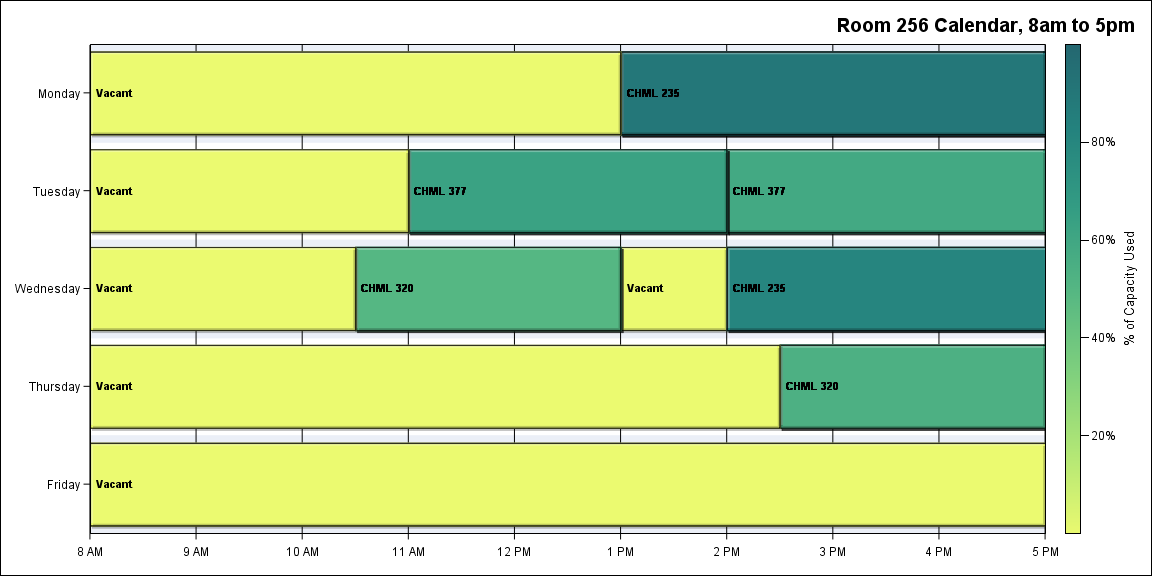 Room 256 Calendar, 8am to 5pm
Monday
Vacant
CHML 235
Tuesday
Vacant
CHML 377
CHML 377
Wednesday
Vacant
CHML 320
Vacant
CHML 235
Thursday
Vacant
CHML 320
Friday
Vacant
8 AM
9 AM
10 AM
11 AM
12 PM
1 PM
2 PM
3 PM
4 PM
5 PM
80%
60%
40%
20%
% of Capacity Used